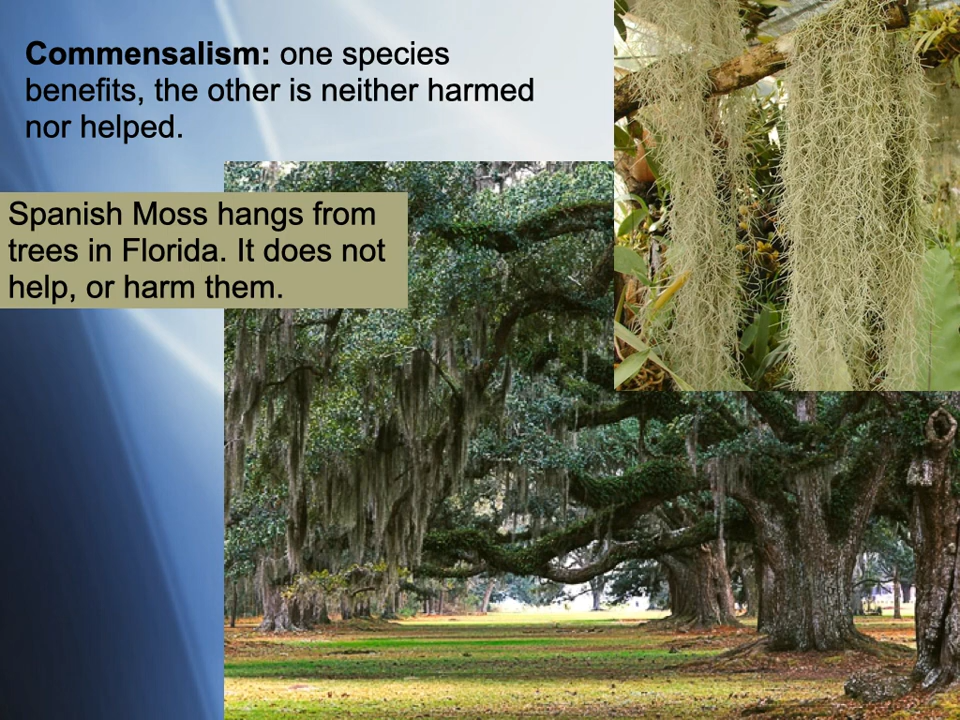 Commensalism: one species
benefits, the other is neither harmed
nor helped.
Spanish Moss hangs from
trees in Florida. It does not
help, or harm them.